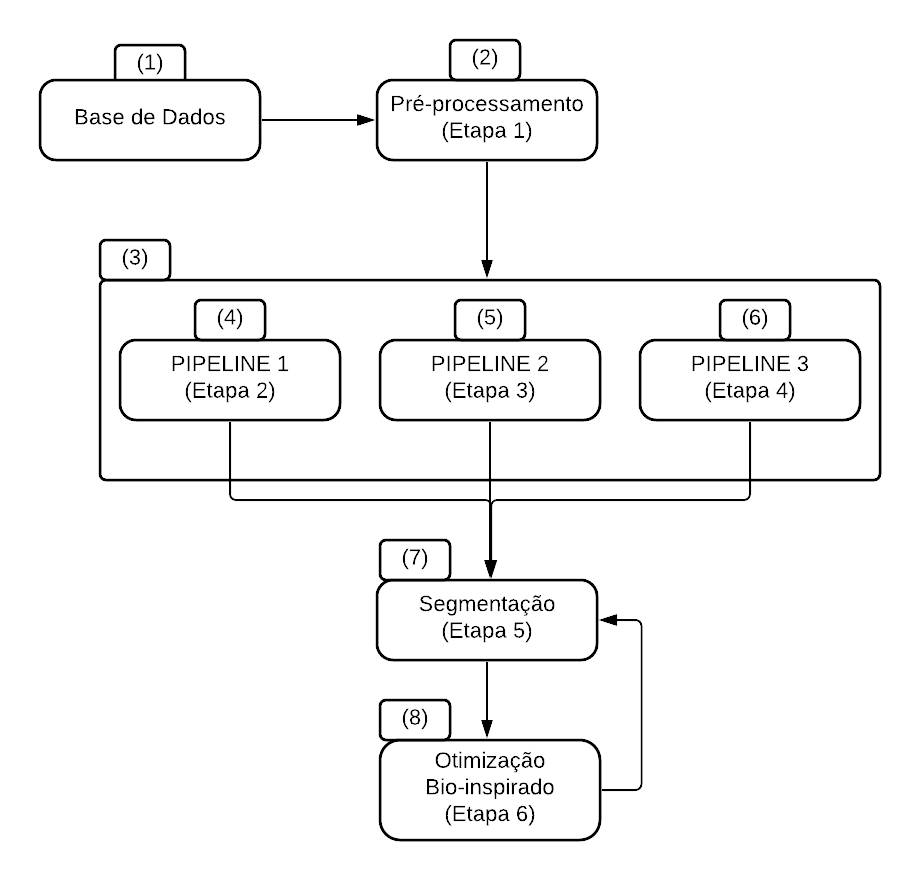 (1)
Base de Dados
(2)
Pré-processamento
(Etapa 1)
(3)
(4)
PIPELINE 1
(Etapa 2)
(5)
PIPELINE 2
(Etapa 3)
(6)
PIPELINE 3
(Etapa 4)
(7)
Segmentação
(Etapa 5)
(8)
Otimização
Bio-inspirado
(Etapa 6)